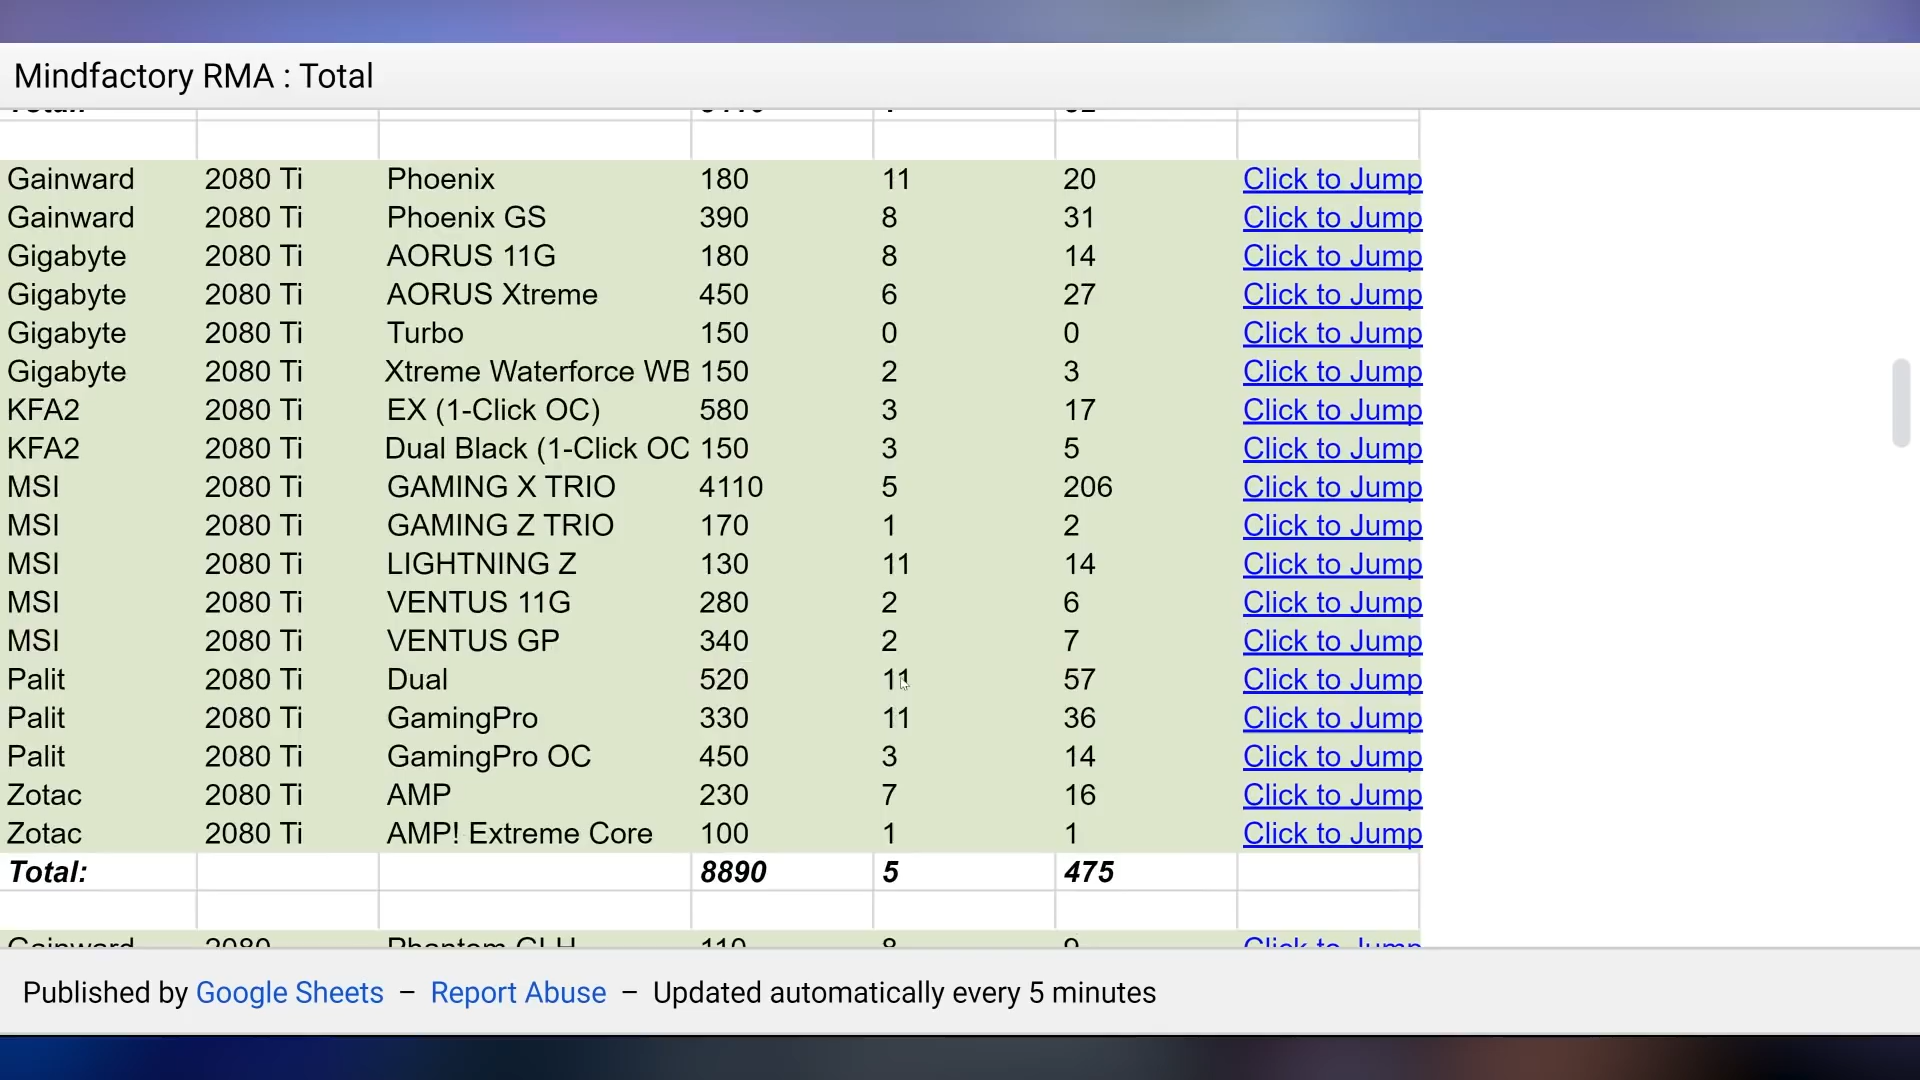 Mindfactory RMA : Total
Gainward 2080 Ti Phoenix 180 11 20 Click to Jump
Gainward 2080 Ti Phoenix GS 390 8 31 Click to Jump
Gigabyte 2080 Ti AORUS 11G 180 8 14 Click to Jump
Gigabyte 2080 Ti AORUS Xtreme 450 6 27 Click to Jump
Gigabyte 2080 Ti Turbo 150 0 0 Click to Jump
Gigabyte 2080 Ti Xtreme Waterforce WB 150 2 3 Click to Jump
KFA2 2080 Ti EX (1-Click OC) 580 3 17 Click to Jump
KFA2 2080 Ti Dual Black (1-Click OC 150 3 5 Click to Jump
MSI 2080 Ti GAMING X TRIO 4110 5 206 Click to Jump
MSI 2080 Ti GAMING Z TRIO 170 1 2 Click to Jump
MSI 2080 Ti LIGHTNING Z 130 11 14 Click to Jump
MSI 2080 Ti VENTUS 11G 280 2 6 Click to Jump
MSI 2080 Ti VENTUS GP 340 2 7 Click to Jump
Palit 2080 Ti Dual 520 11 57 Click to Jump
Palit 2080 Ti GamingPro 330 11 36 Click to Jump
Palit 2080 Ti GamingPro OC 450 3 14 Click to Jump
Zotac 2080 Ti AMP 230 7 16 Click to Jump
Zotac 2080 Ti AMP! Extreme Core 100 1 1 Click to Jump
Total: 8890 5 475
Gainward 2080 Phantom GLH 110 8 9 Click to Jump
Published by Google Sheets – Report Abuse – Updated automatically every 5 minutes